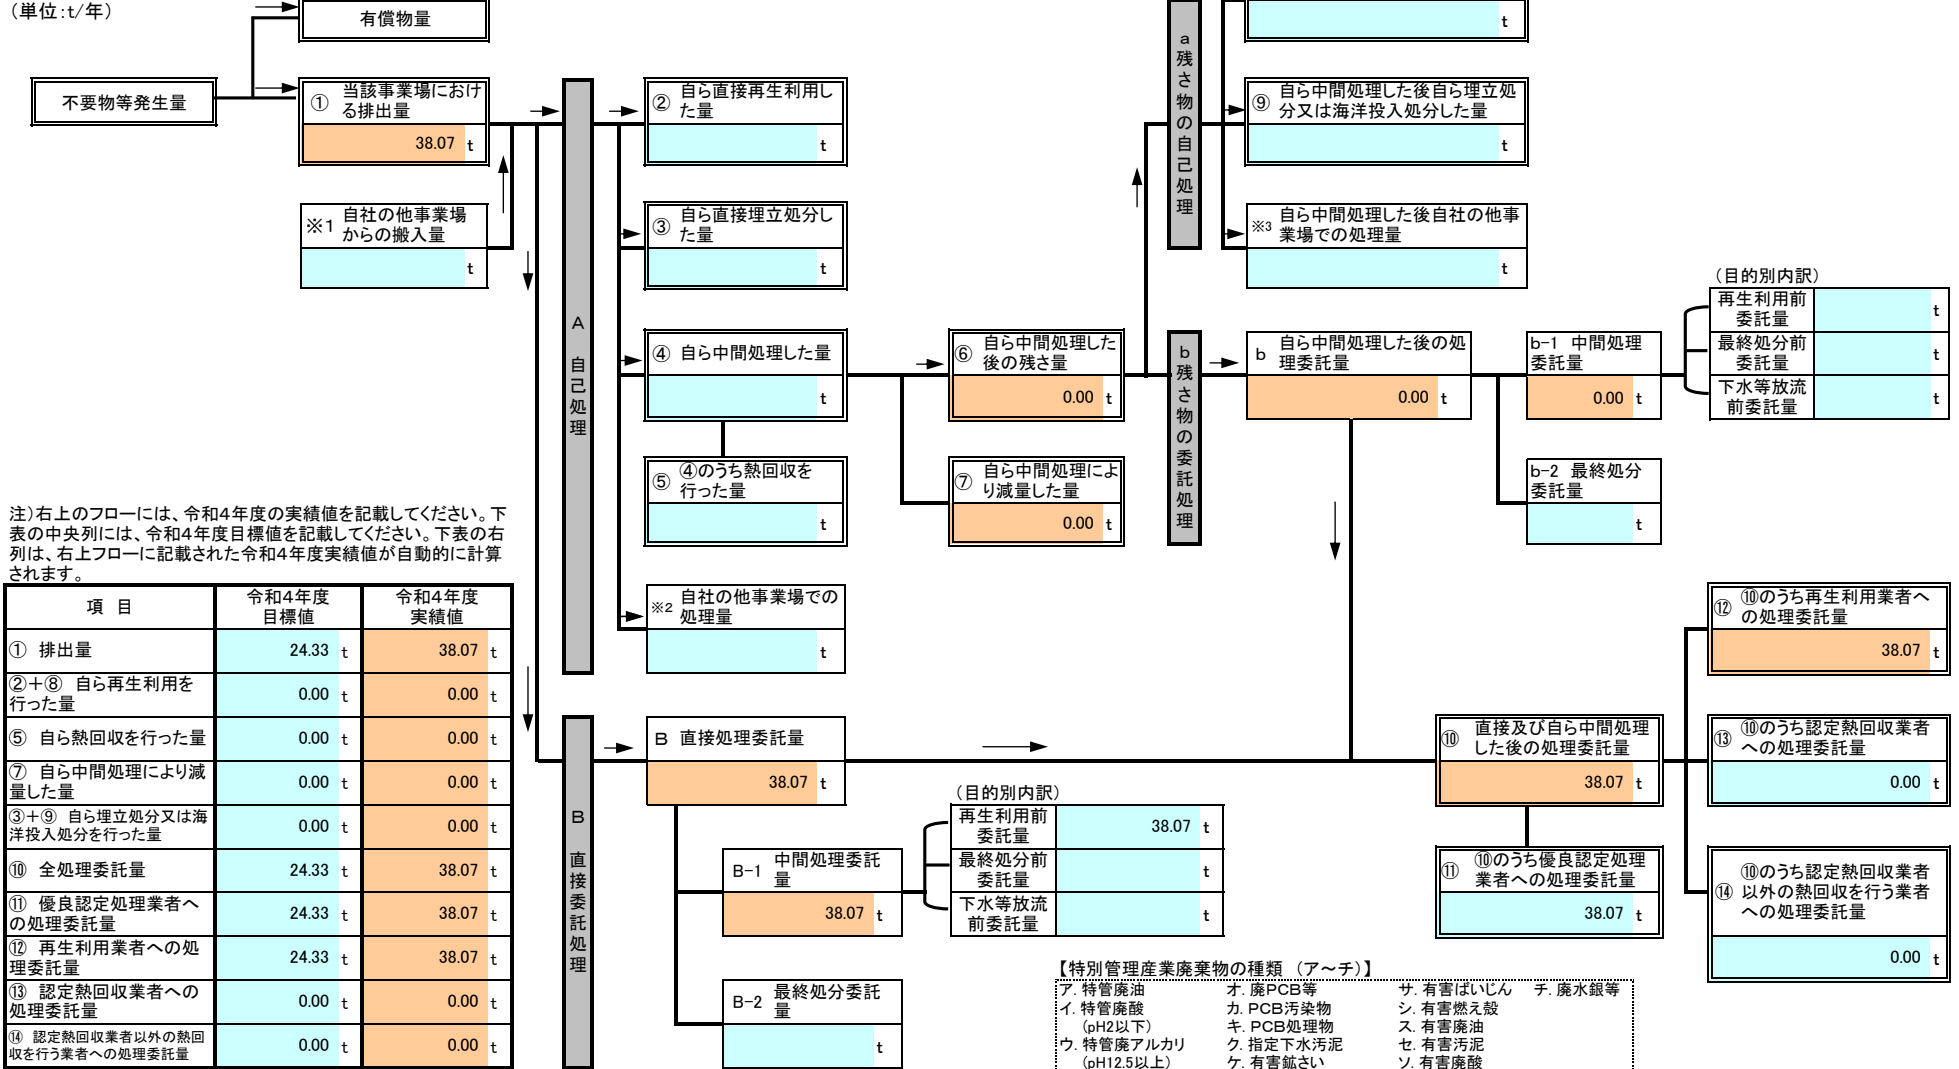 （単位：t/年）
有償物量
不要物等発生量
① 当該事業場におけ
る排出量
38.07 t
※1 自社の他事業場
からの搬入量
t
A 自己処理
② 自ら直接再生利用し
た量
t
③ 自ら直接埋立処分し
た量
t
④ 自ら中間処理した量
t
⑤ ④のうち熱回収を
行った量
t
※2 自社の他事業場での
処理量
t
⑥ 自ら中間処理した
後の残さ量
0.00 t
⑦ 自ら中間処理によ
り減量した量
0.00 t
a 残さ物の自己処理
t
⑨ 自ら中間処理した後自ら埋立処
分又は海洋投入処分した量
t
※3 自ら中間処理した後自社の他事
業場での処理量
t
b 残さ物の委託処理
b 自ら中間処理した後の処
理委託量
0.00 t
b-1 中間処理
委託量
0.00 t
b-2 最終処分
委託量
t
（目的別内訳）
再生利用前
委託量 t
最終処分前
委託量 t
下水等放流
前委託量 t
注）右上のフローには、令和4年度の実績値を記載してください。下
表の中央列には、令和4年度目標値を記載してください。下表の右
列は、右上フローに記載された令和4年度実績値が自動的に計算
されます。
項 目 令和4年度
目標値 令和4年度
実績値
① 排出量 24.33 t 38.07 t
②＋⑧ 自ら再生利用を
行った量 0.00 t 0.00 t
⑤ 自ら熱回収を行った量 0.00 t 0.00 t
⑦ 自ら中間処理により減
量した量 0.00 t 0.00 t
③＋⑨ 自ら埋立処分又は海
洋投入処分を行った量 0.00 t 0.00 t
⑩ 全処理委託量 24.33 t 38.07 t
⑪ 優良認定処理業者へ
の処理委託量 24.33 t 38.07 t
⑫ 再生利用業者への処
理委託量 24.33 t 38.07 t
⑬ 認定熱回収業者への
処理委託量 0.00 t 0.00 t
⑭ 認定熱回収業者以外の熱回
収を行う業者への処理委託量 0.00 t 0.00 t
B 直接委託処理
B 直接処理委託量
38.07 t
B-1 中間処理委託
量
38.07 t
B-2 最終処分委託
量
t
（目的別内訳）
再生利用前
委託量 38.07 t
最終処分前
委託量 t
下水等放流
前委託量 t
⑩ 直接及び自ら中間処理
した後の処理委託量
38.07 t
⑪ ⑩のうち優良認定処理
業者への処理委託量
38.07 t
⑫ ⑩のうち再生利用業者へ
の処理委託量
38.07 t
⑬ ⑩のうち認定熱回収業者
への処理委託量
0.00 t
⑭ ⑩のうち認定熱回収業者
以外の熱回収を行う業者
への処理委託量
0.00 t
【特別管理産業廃棄物の種類 （ア～チ）】
ア. 特管廃油 オ. 廃PCB等 サ. 有害ばいじん チ. 廃水銀等
イ. 特管廃酸 カ. PCB汚染物 シ. 有害燃え殻
（pH2以下） キ. PCB処理物 ス. 有害廃油
ウ. 特管廃アルカリ ク. 指定下水汚泥 セ. 有害汚泥
（pH12.5以上） ケ. 有害鉱さい ソ. 有害廃酸